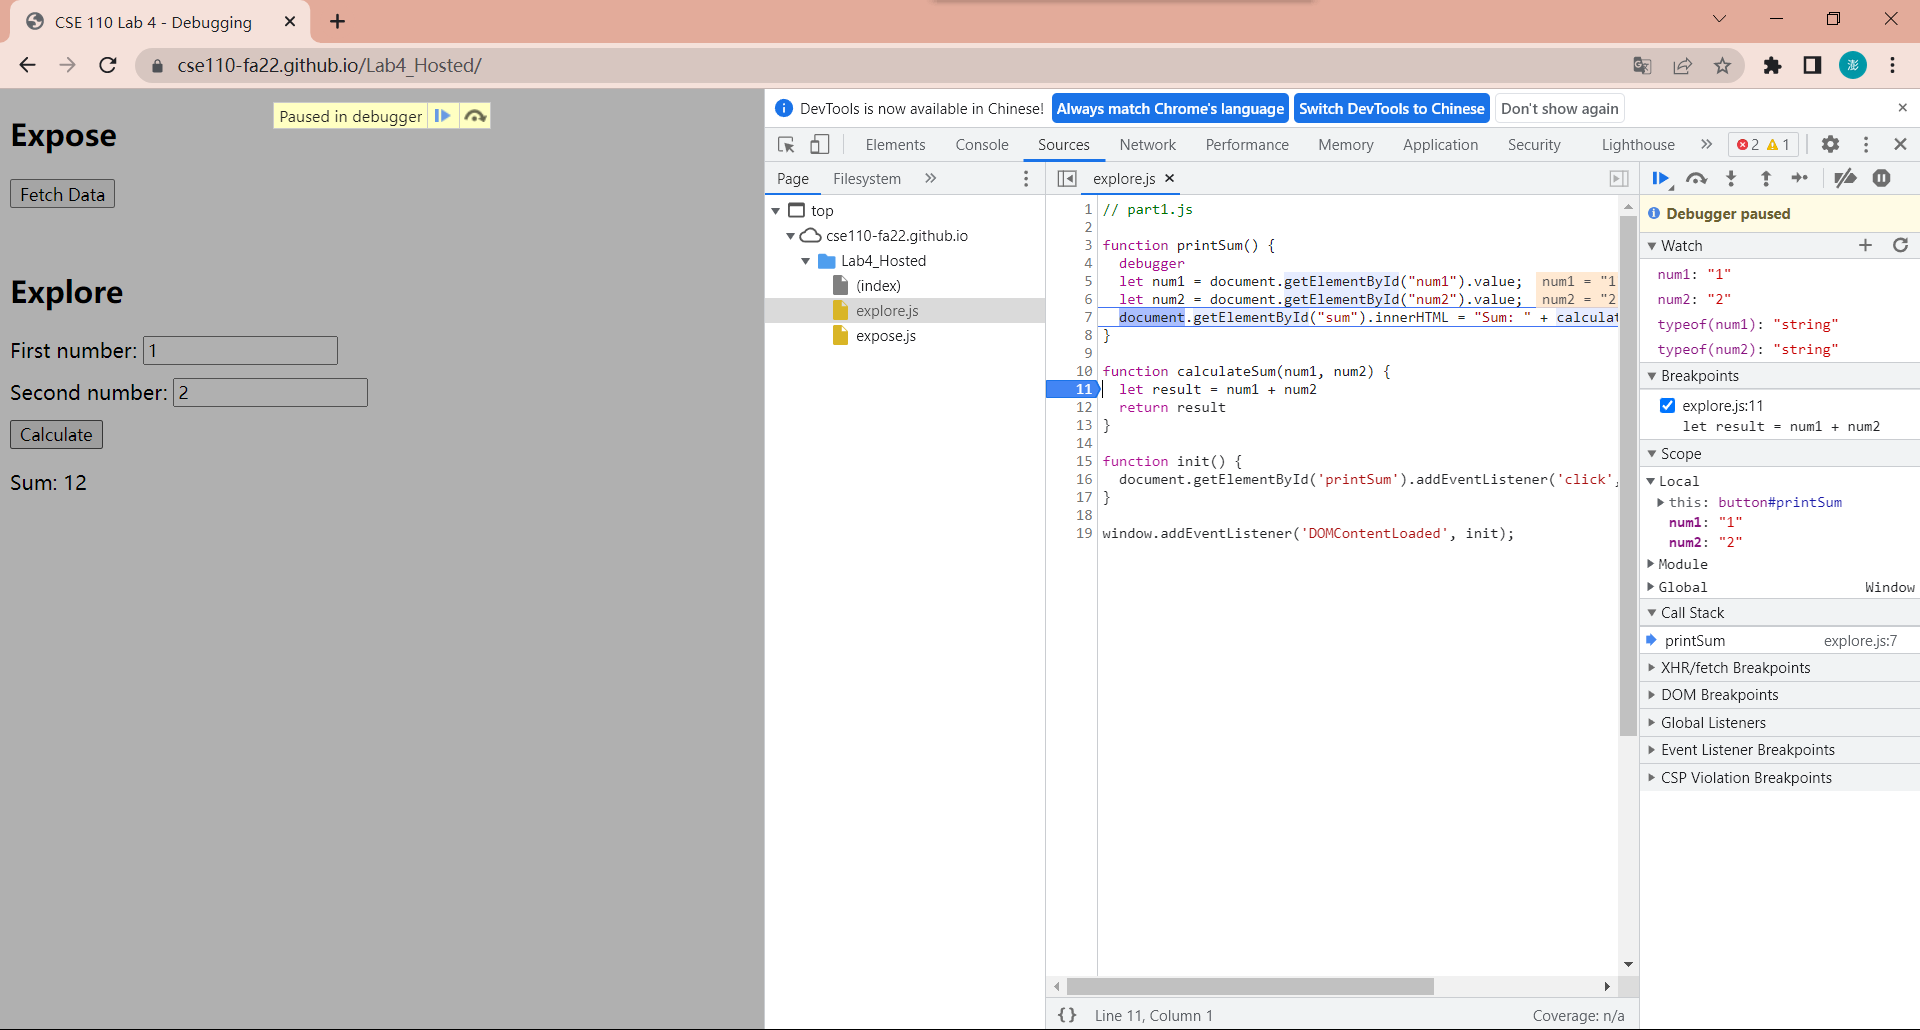 CSE 110 Lab 4 - Debugging
cse110-fa22.github.io/Lab4_Hosted/
澎
Paused in debugger
Expose
Fetch Data
Explore
First number: 1
Second number: 2
Calculate
Sum: 12
DevTools is now available in Chinese! Always match Chrome's language Switch DevTools to Chinese Don't show again
Elements Console Sources Network Performance Memory Application Security Lighthouse 2 1
Page Filesystem
top
cse110-fa22.github.io
Lab4_Hosted
(index)
explore.js
expose.js
explore.js
1 // part1.js
2
3 function printSum() {
4 debugger
5 let num1 = document.getElementById("num1").value; num1 = "1
6 let num2 = document.getElementById("num2").value; num2 = "2
7 document.getElementById("sum").innerHTML = "Sum: " + calculat
8 }
9
10 function calculateSum(num1, num2) {
11 let result = num1 + num2
12 return result
13 }
14
15 function init() {
16 document.getElementById('printSum').addEventListener('click',
17 }
18
19 window.addEventListener('DOMContentLoaded', init);
{} Line 11, Column 1 Coverage: n/a
Debugger paused
Watch
num1: "1"
num2: "2"
typeof(num1): "string"
typeof(num2): "string"
Breakpoints
explore.js:11
let result = num1 + num2
Scope
Local
this: button#printSum
num1: "1"
num2: "2"
Module
Global Window
Call Stack
printSum explore.js:7
XHR/fetch Breakpoints
DOM Breakpoints
Global Listeners
Event Listener Breakpoints
CSP Violation Breakpoints